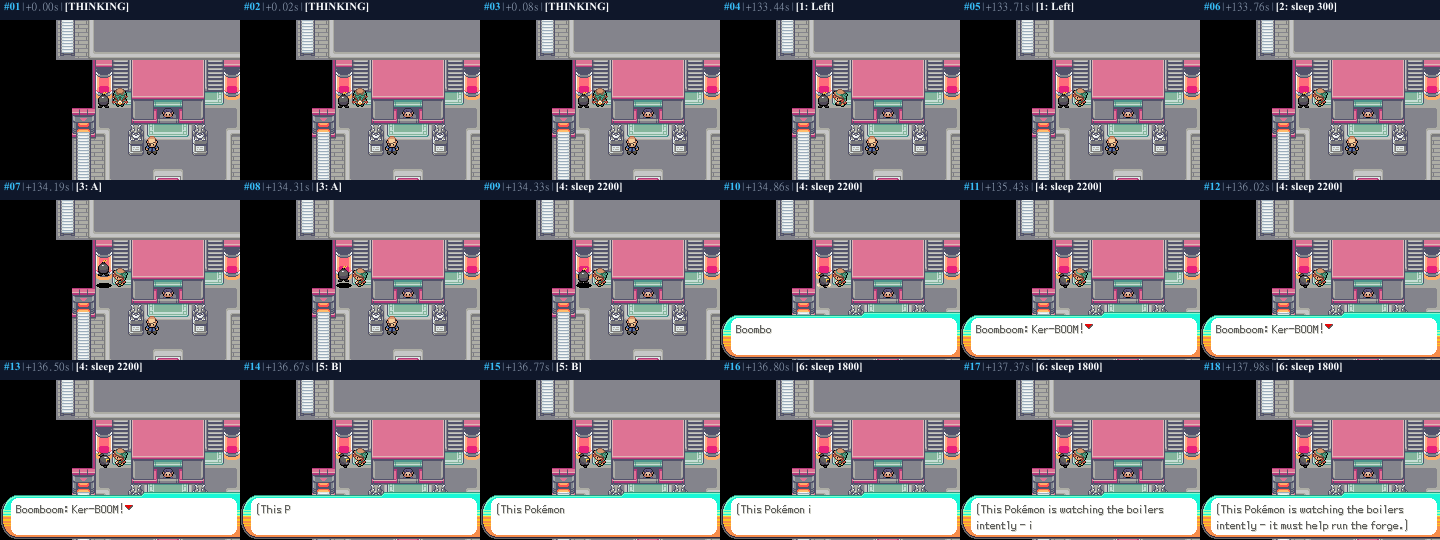 #01|+0.00s|[THINKING]
#02|+0.02s|[THINKING]
#03|+0.08s|[THINKING]
#04|+133.44s|[1: Left]
#05|+133.71s|[1: Left]
#06|+133.76s|[2: sleep 300]
#07|+134.19s|[3: A]
#08|+134.31s|[3: A]
#09|+134.33s|[4: sleep 2200]
#10|+134.86s|[4: sleep 2200]
#11|+135.43s|[4: sleep 2200]
#12|+136.02s|[4: sleep 2200]
Boombo
Boomboom: Ker-BOOM!
Boomboom: Ker-BOOM!
#13|+136.50s|[4: sleep 2200]
#14|+136.67s|[5: B]
#15|+136.77s|[5: B]
#16|+136.80s|[6: sleep 1800]
#17|+137.37s|[6: sleep 1800]
#18|+137.98s|[6: sleep 1800]
Boomboom: Ker-BOOM!
(This P
(This Pokémon
(This Pokémon i
(This Pokémon is watching the boilers
intently - i
(This Pokémon is watching the boilers
intently - it must help run the forge.)